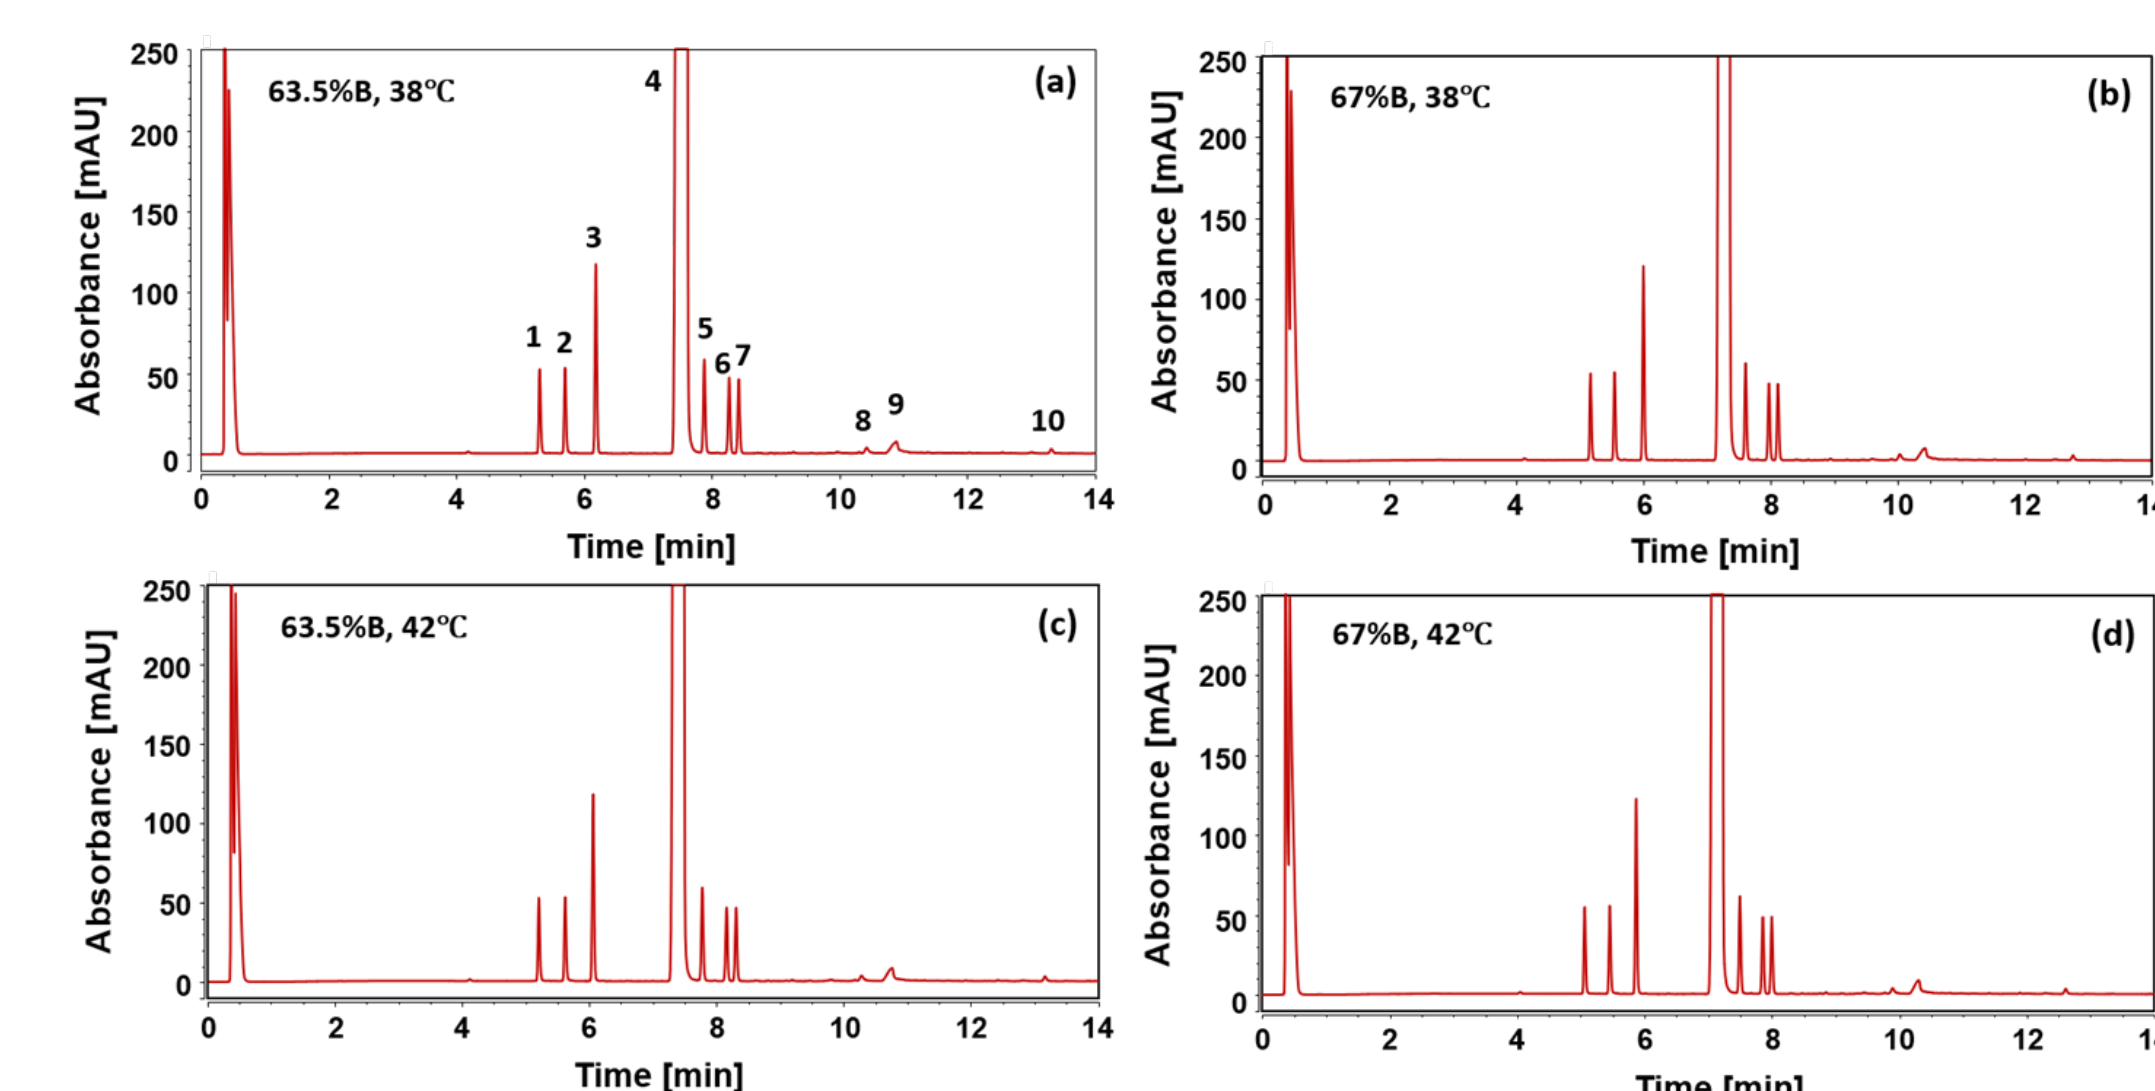 250
200
150
100
50
0
Absorbance [mAU]
63.5%B, 38℃
(a)
1
2
3
4
5
6
7
8
9
10
0 2 4 6 8 10 12 14
Time [min]
250
200
150
100
50
0
Absorbance [mAU]
67%B, 38℃
(b)
0 2 4 6 8 10 12
Time [min]
250
200
150
100
50
0
Absorbance [mAU]
63.5%B, 42℃
(c)
0 2 4 6 8 10 12 14
Time [min]
250
200
150
100
50
0
Absorbance [mAU]
67%B, 42℃
(d)
0 2 4 6 8 10 12
Time [min]